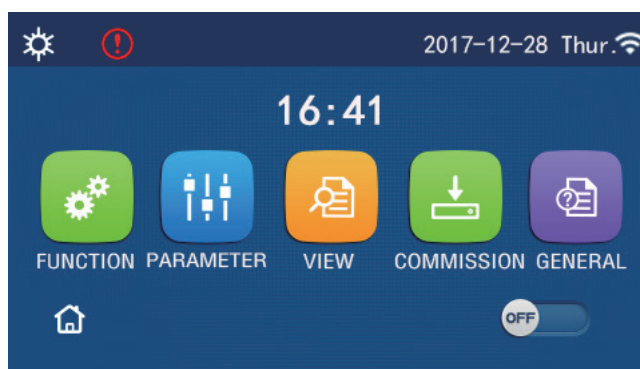 2017-12-28 Thur.
16:41
FUNCTION PARAMETER VIEW COMMISSION GENERAL
OFF